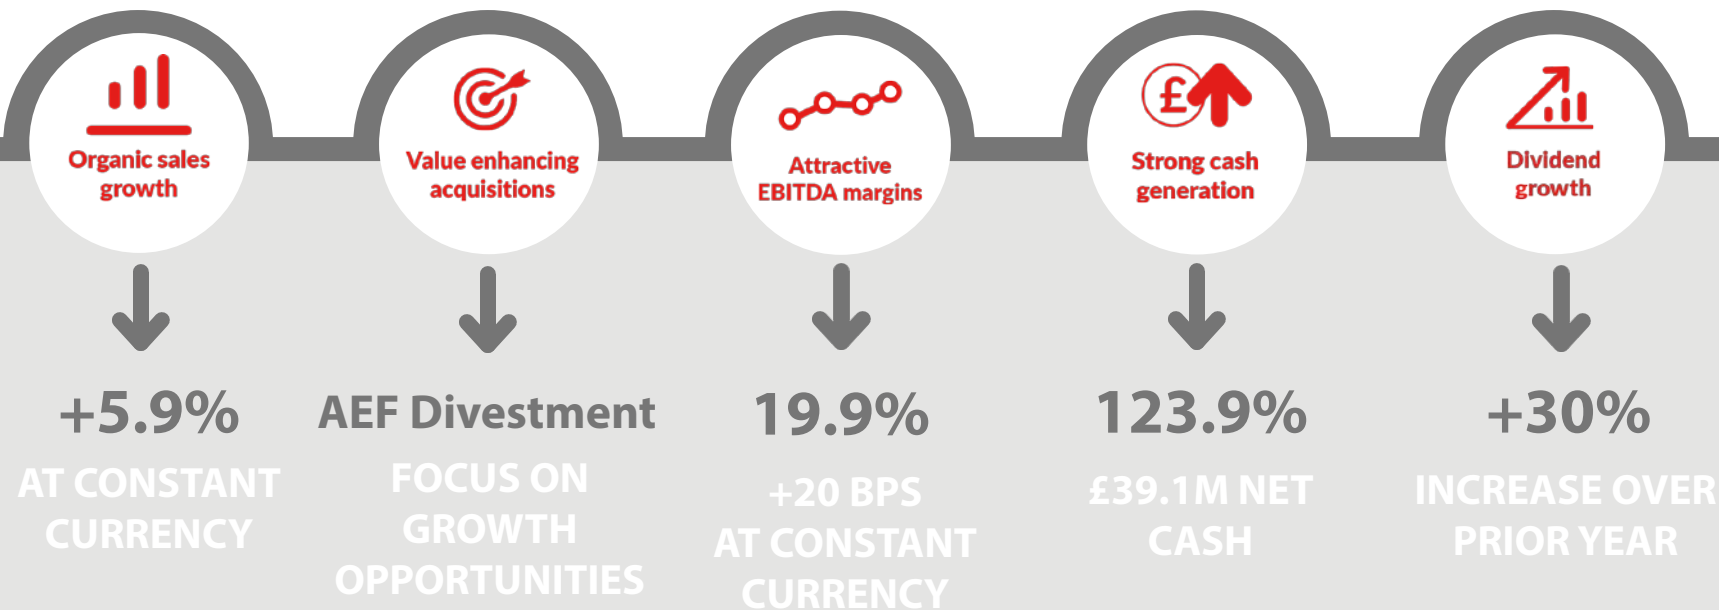 Organic sales
growth
+5.9%
AT CONSTANT
CURRENCY
Value enhancing
acquisitions
AEF Divestment
FOCUS ON
GROWTH
OPPORTUNITIES
Attractive
EBITDA margins
19.9%
+20 BPS
AT CONSTANT
CURRENCY
£
Strong cash
generation
123.9%
£39.1M NET
CASH
Dividend
growth
+30%
INCREASE OVER
PRIOR YEAR